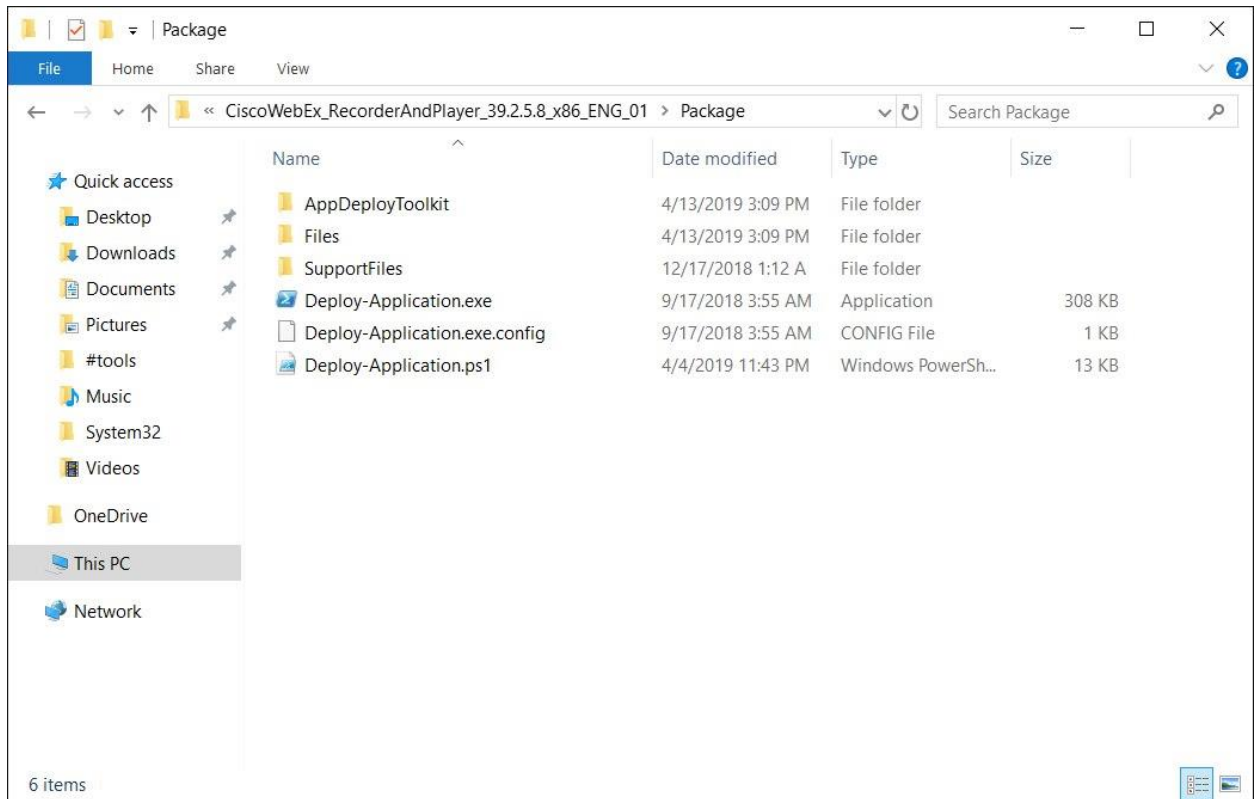 Package
File Home Share View
« CiscoWebEx_RecorderAndPlayer_39.2.5.8_x86_ENG_01 > Package Search Package
Name Date modified Type Size
Quick access
Desktop
Downloads
Documents
Pictures
#tools
Music
System32
Videos
OneDrive
This PC
Network
AppDeployToolkit 4/13/2019 3:09 PM File folder
Files 4/13/2019 3:09 PM File folder
SupportFiles 12/17/2018 1:12 A File folder
Deploy-Application.exe 9/17/2018 3:55 AM Application 308 KB
Deploy-Application.exe.config 9/17/2018 3:55 AM CONFIG File 1 KB
Deploy-Application.ps1 4/4/2019 11:43 PM Windows PowerSh... 13 KB
6 items